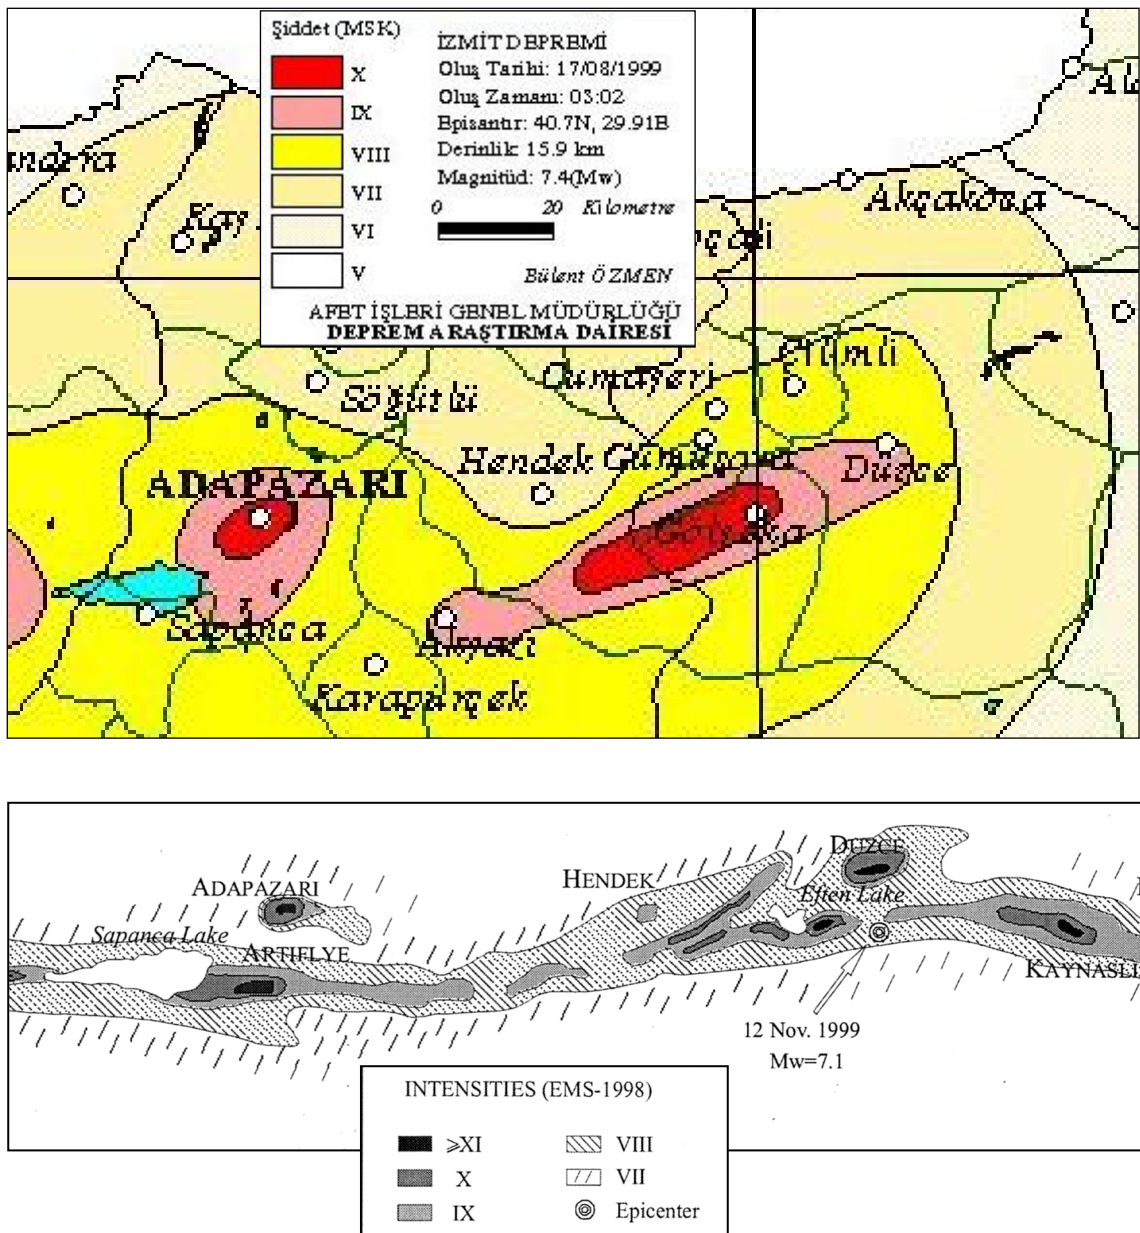 Şiddet (MSK)
X
IX
VIII
VII
VI
V
İZMİT DEPREMİ
Oluş Tarihi: 17/08/1999
Oluş Zamanı: 03:02
Episantır: 40.7N, 29.91E
Derinlik: 15.9 km
Magnitüd: 7.4(Mw)
0 20 Kilometre
Bülent ÖZMEN
AFET İŞLERİ GENEL MÜDÜRLÜĞÜ
DEPREM ARAŞTIRMA DAİRESİ
Akçakoca
Söğütlü
Cumayeri
Hendek
Gümüşova
Düzce
ADAPAZARI
Gölyaka
Sapanca
Akyazı
Karapürçek
ADAPAZARI
HENDEK
DUZCE
Eften Lake
Sapanca Lake
ARTIFLYE
KAYNASLI
12 Nov. 1999
Mw=7.1
INTENSITIES (EMS-1998)
⩾XI
X
IX
VIII
VII
Epicenter